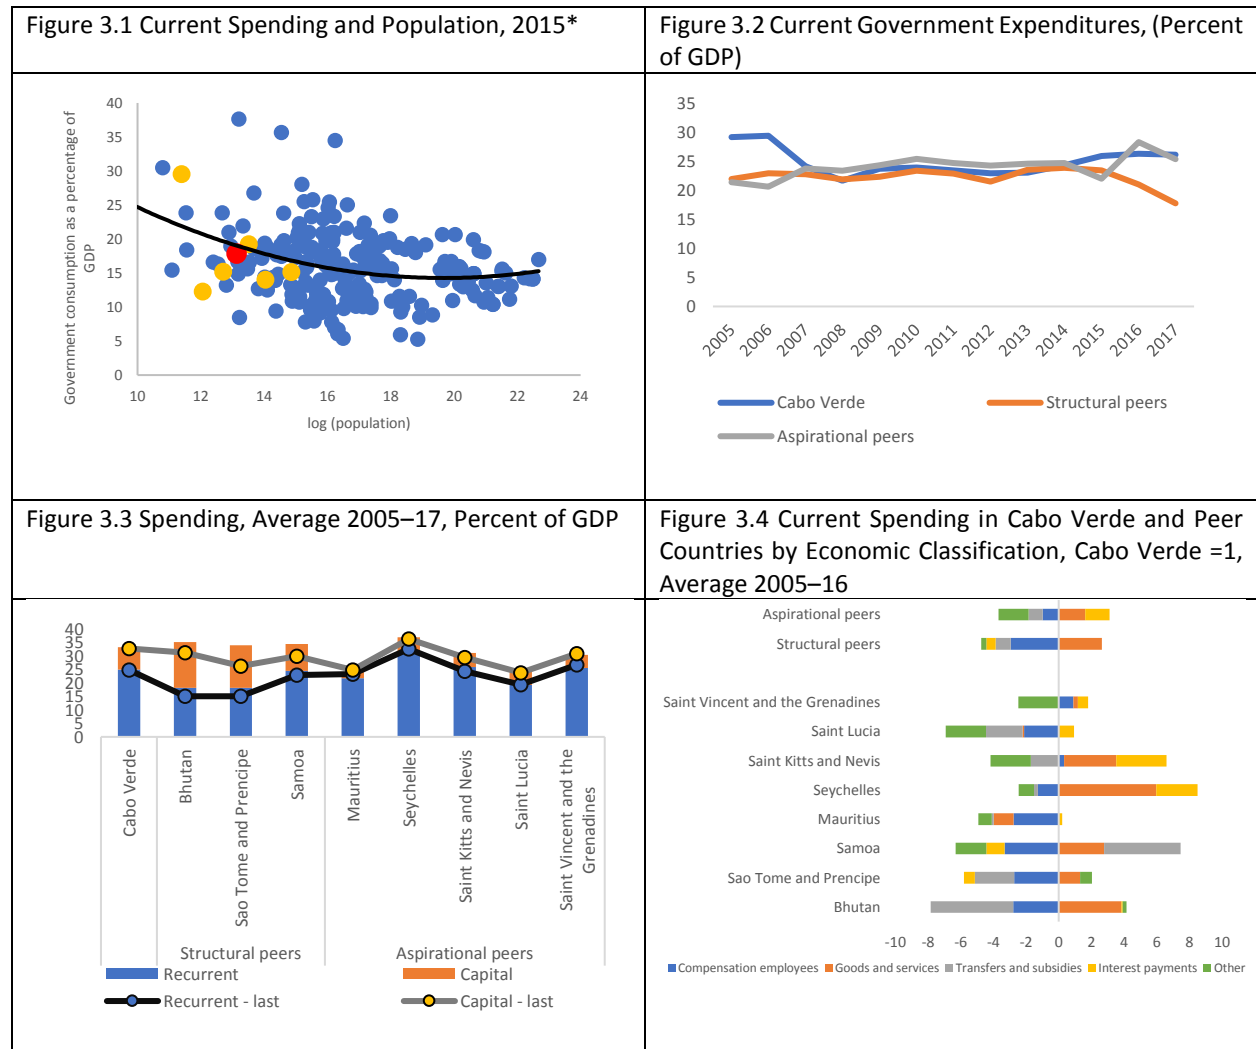 Figure 3.1 Current Spending and Population, 2015*
Figure 3.2 Current Government Expenditures, (Percent
of GDP)
Government consumption as a percentage of
GDP
40
35
30
25
20
15
10
5
0
10 12 14 16 18 20 22 24
log (population)
35
30
25
20
15
10
5
0
2005 2006 2007 2008 2009 2010 2011 2012 2013 2014 2015 2016 2017
Cabo Verde Structural peers
Aspirational peers
Figure 3.3 Spending, Average 2005–17, Percent of GDP
Figure 3.4 Current Spending in Cabo Verde and Peer
Countries by Economic Classification, Cabo Verde =1,
Average 2005–16
40
35
30
25
20
15
10
5
0
Cabo Verde
Bhutan
Sao Tome and Prencipe
Samoa
Mauritius
Seychelles
Saint Kitts and Nevis
Saint Lucia
Saint Vincent and the
Grenadines
Structural peers Aspirational peers
Recurrent Capital
Recurrent - last Capital - last
Aspirational peers
Structural peers
Saint Vincent and the Grenadines
Saint Lucia
Saint Kitts and Nevis
Seychelles
Mauritius
Samoa
Sao Tome and Prencipe
Bhutan
-10 -8 -6 -4 -2 0 2 4 6 8 10
Compensation employees Goods and services Transfers and subsidies Interest payments Other